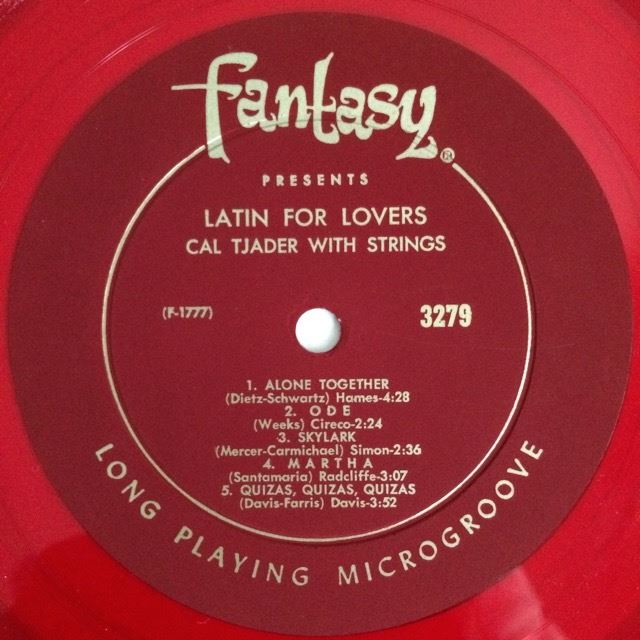 fantasy®
PRESENTS
LATIN FOR LOVERS
CAL TJADER WITH STRINGS
(F-1777)
3279
1. ALONE TOGETHER
(Dietz-Schwartz) Hames-4:28
2. ODE
(Weeks) Cireco-2:24
3. SKYLARK
(Mercer-Carmichael) Simon-2:36
4. MARTHA
(Santamaria) Radcliffe-3:07
5. QUIZAS, QUIZAS, QUIZAS
(Davis-Farris) Davis-3:52
LONG PLAYING MICROGROOVE